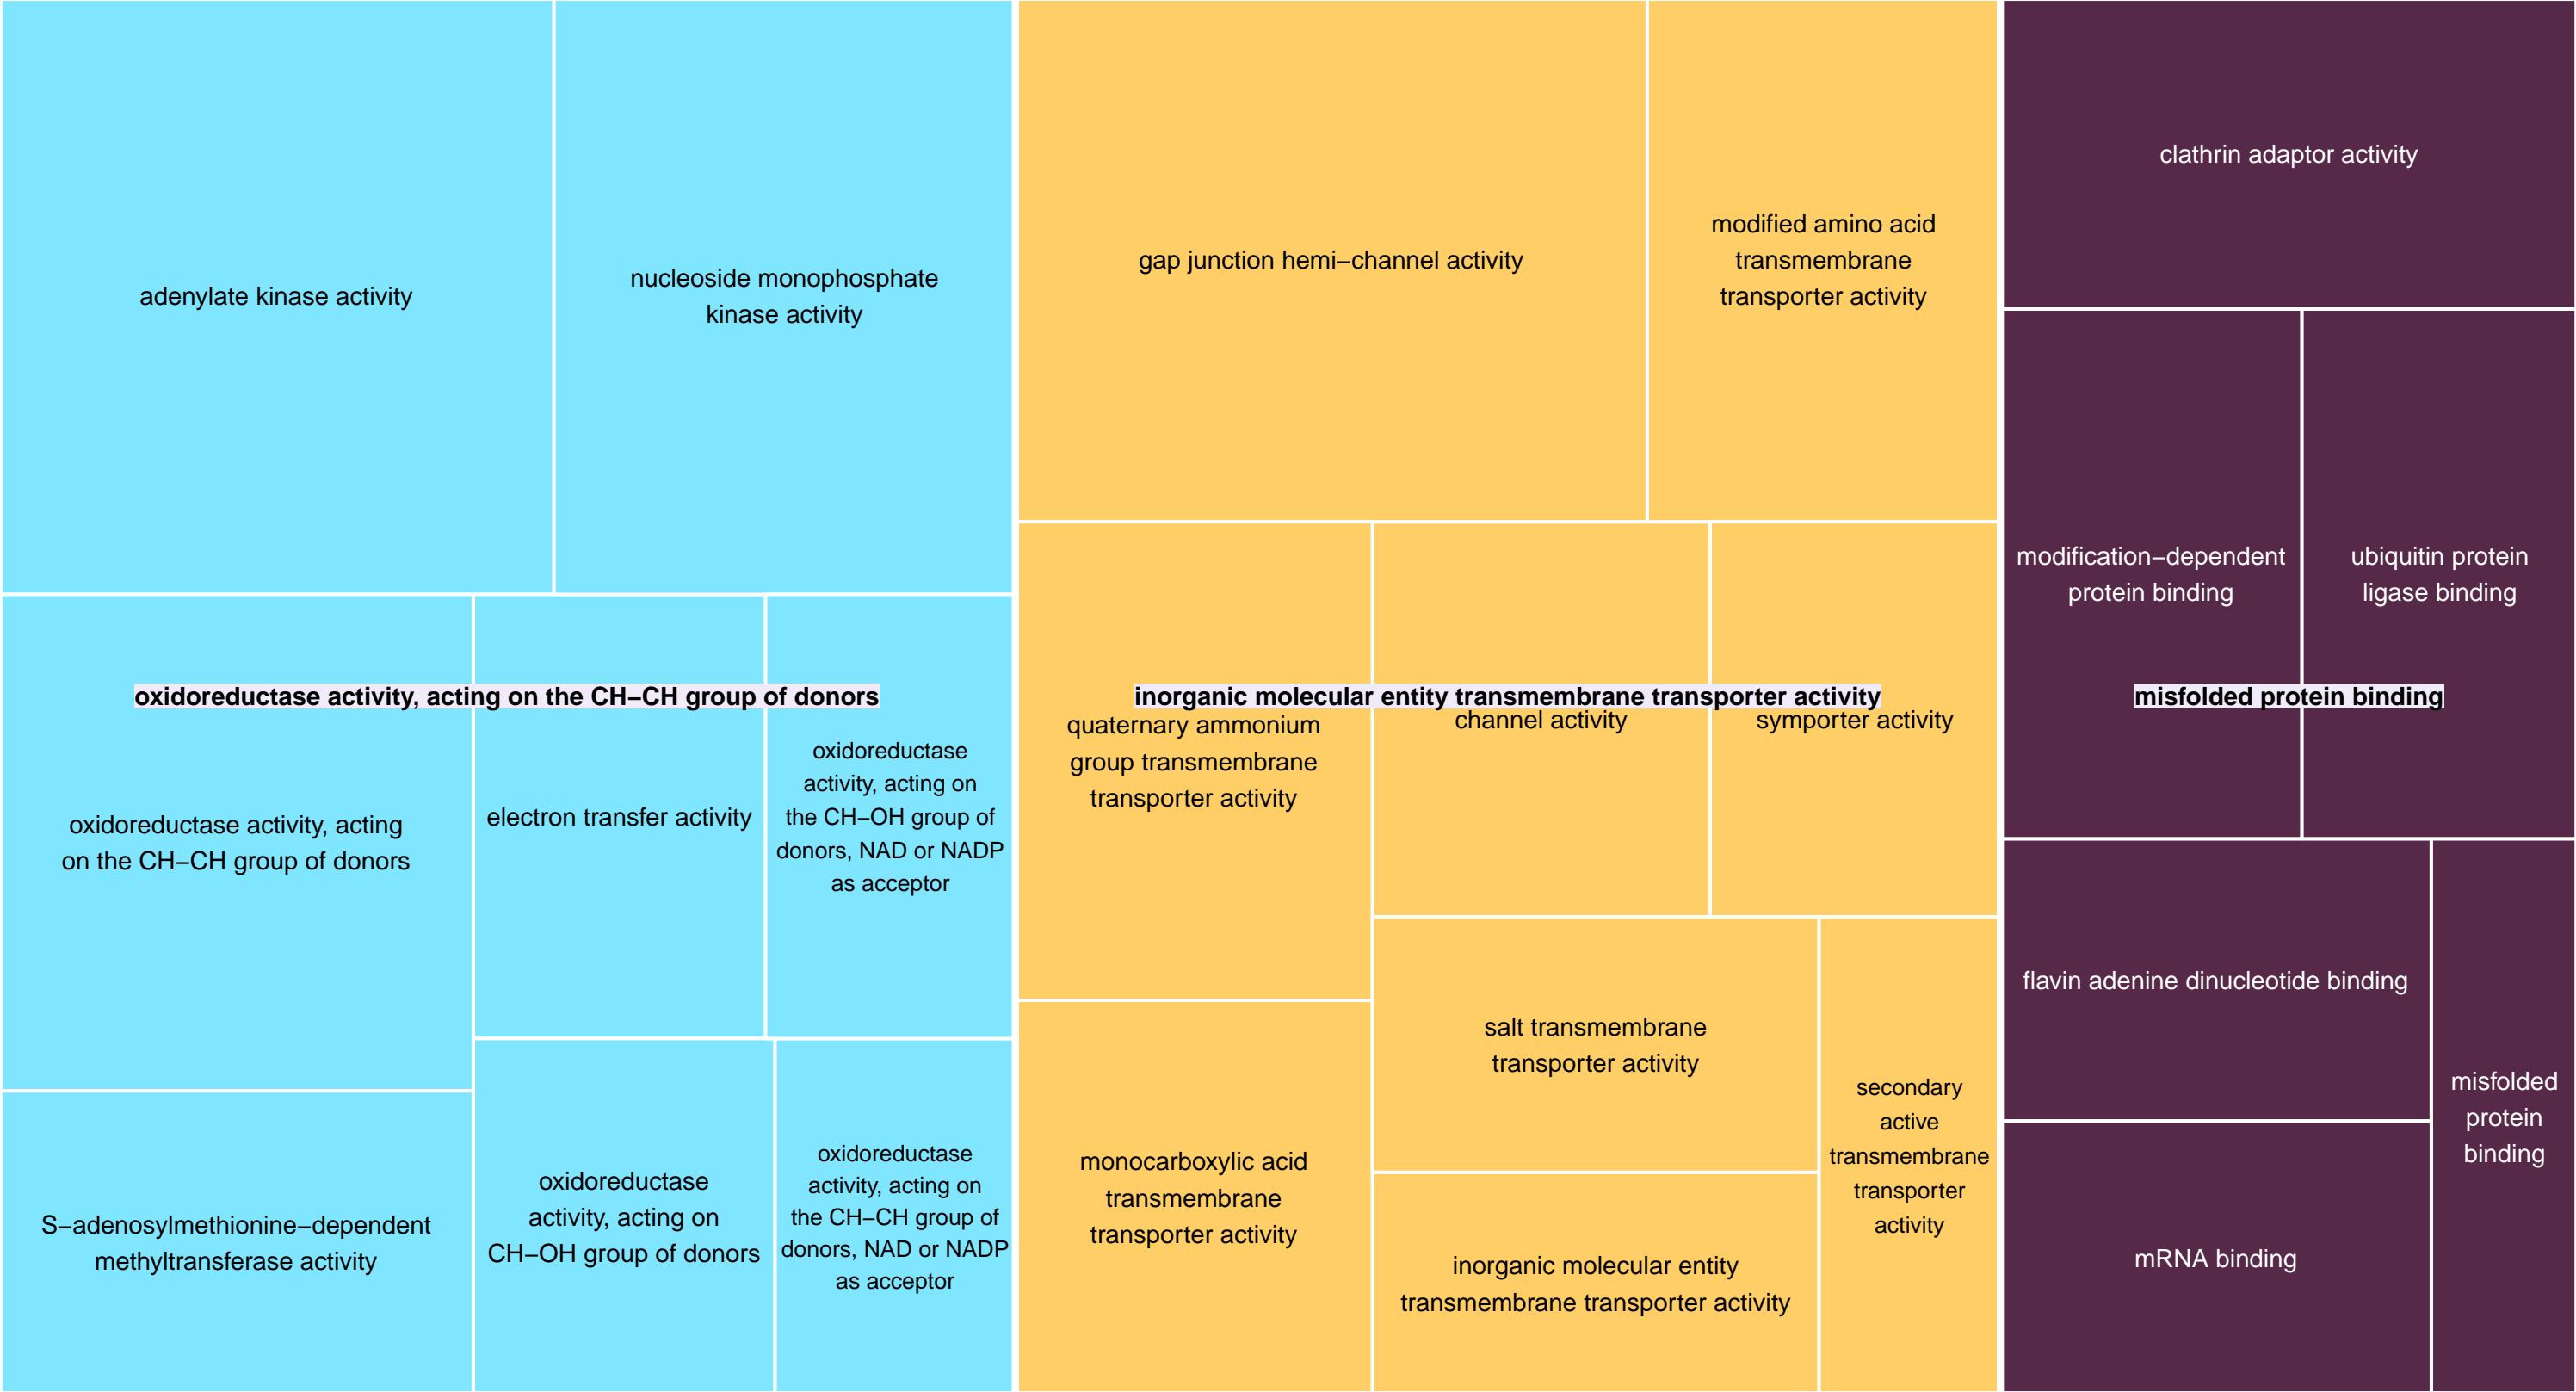 adenylate kinase activity
nucleoside monophosphate
kinase activity
oxidoreductase activity, acting on the CH–CH group of donors
oxidoreductase activity, acting
on the CH–CH group of donors
electron transfer activity
oxidoreductase
activity, acting on
the CH–OH group of
donors, NAD or NADP
as acceptor
S–adenosylmethionine–dependent
methyltransferase activity
oxidoreductase
activity, acting on
CH–OH group of donors
oxidoreductase
activity, acting on
the CH–CH group of
donors, NAD or NADP
as acceptor
gap junction hemi–channel activity
modified amino acid
transmembrane
transporter activity
inorganic molecular entity transmembrane transporter activity
quaternary ammonium
group transmembrane
transporter activity
channel activity
symporter activity
monocarboxylic acid
transmembrane
transporter activity
salt transmembrane
transporter activity
inorganic molecular entity
transmembrane transporter activity
secondary
active
transmembrane
transporter
activity
clathrin adaptor activity
modification–dependent
protein binding
ubiquitin protein
ligase binding
misfolded protein binding
flavin adenine dinucleotide binding
mRNA binding
misfolded
protein
binding